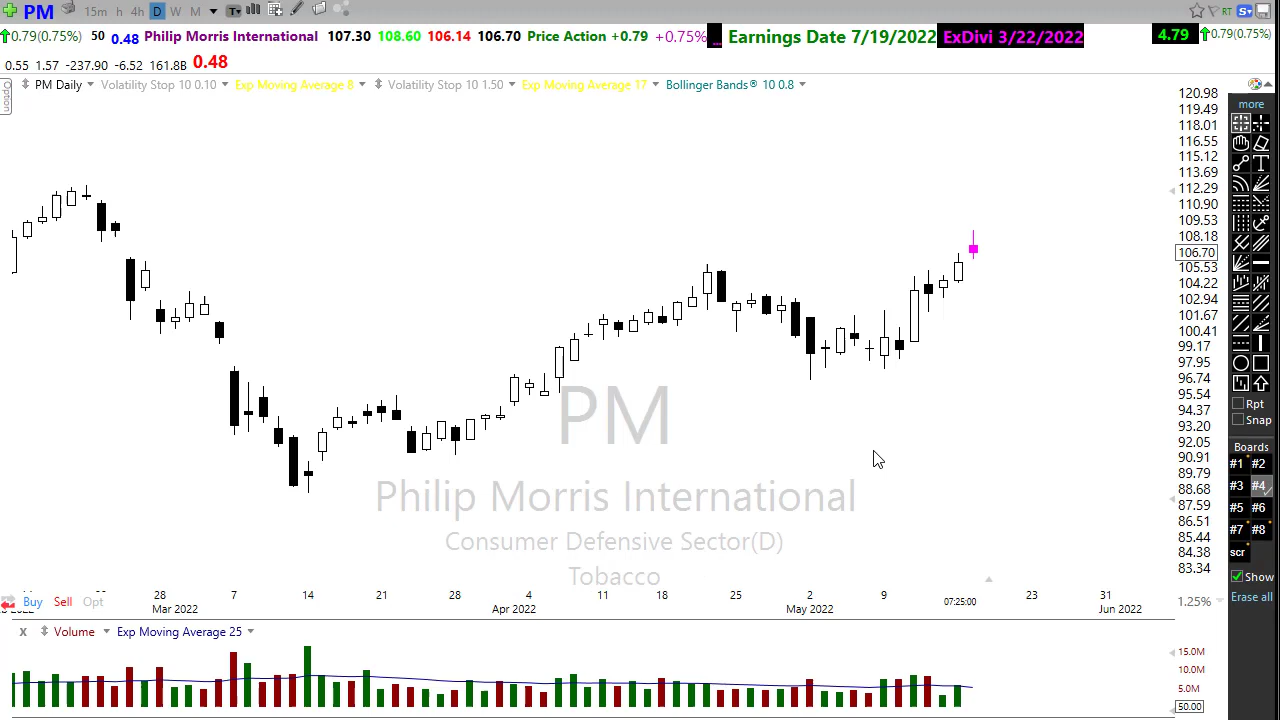 PM 15m h 4h D W M T RT S
0.79(0.75%) 50 0.48 Philip Morris International 107.30 108.60 106.14 106.70 Price Action +0.79 +0.75% ... Earnings Date 7/19/2022 ExDivi 3/22/2022 4.79 0.79(0.75%)
0.55 1.57 -237.90 -6.52 161.8B 0.48
Option
PM Daily Volatility Stop 10 0.10 Exp Moving Average 8 Volatility Stop 10 1.50 Exp Moving Average 17 Bollinger Bands® 10 0.8
120.98
119.49
118.01
116.55
115.12
113.69
112.29
110.90
109.53
108.18
106.70
105.53
104.22
102.94
101.67
100.41
99.17
97.95
96.74
95.54
94.37
93.20
92.05
90.91
89.79
88.68
87.59
86.51
85.44
84.38
83.34
more
Rpt
Snap
Boards
#1 #2
#3 #4
#5 #6
#7 #8
scr
Show
Erase all
PM
Philip Morris International
Consumer Defensive Sector(D)
Tobacco
28 7 14 21 28 4 11 18 25 2 9 23 31
Mar 2022 Apr 2022 May 2022 07:25:00 Jun 2022
Buy Sell Opt
1.25%
X Volume Exp Moving Average 25
15.0M
10.0M
5.0M
50.00